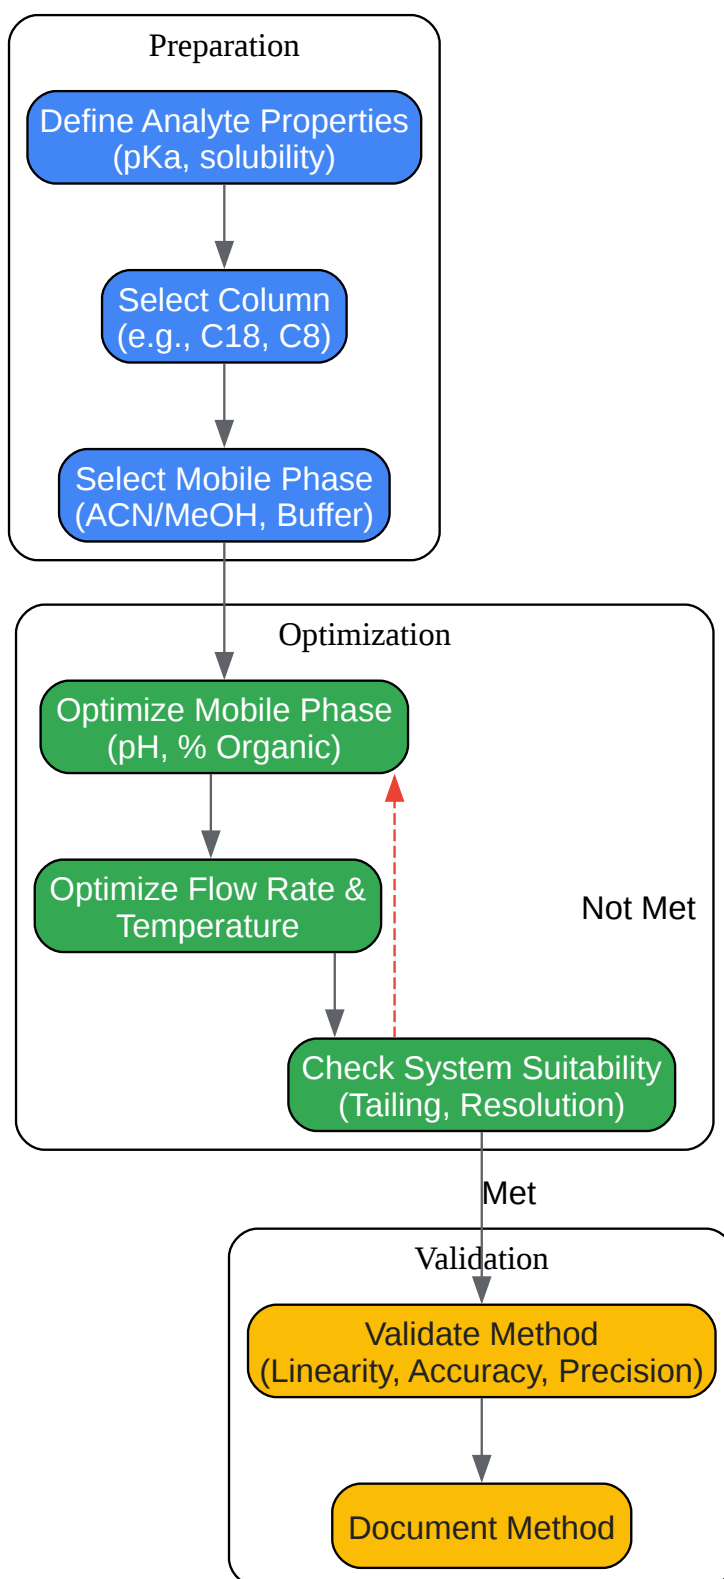 Preparation
Define Analyte Properties
(pKa, solubility)
Select Column
(e.g., C18, C8)
Select Mobile Phase
(ACN/MeOH, Buffer)
Optimization
Optimize Mobile Phase
(pH, % Organic)
Optimize Flow Rate &
Temperature
Not Met
Check System Suitability
(Tailing, Resolution)
Met
Validation
Validate Method
(Linearity, Accuracy, Precision)
Document Method